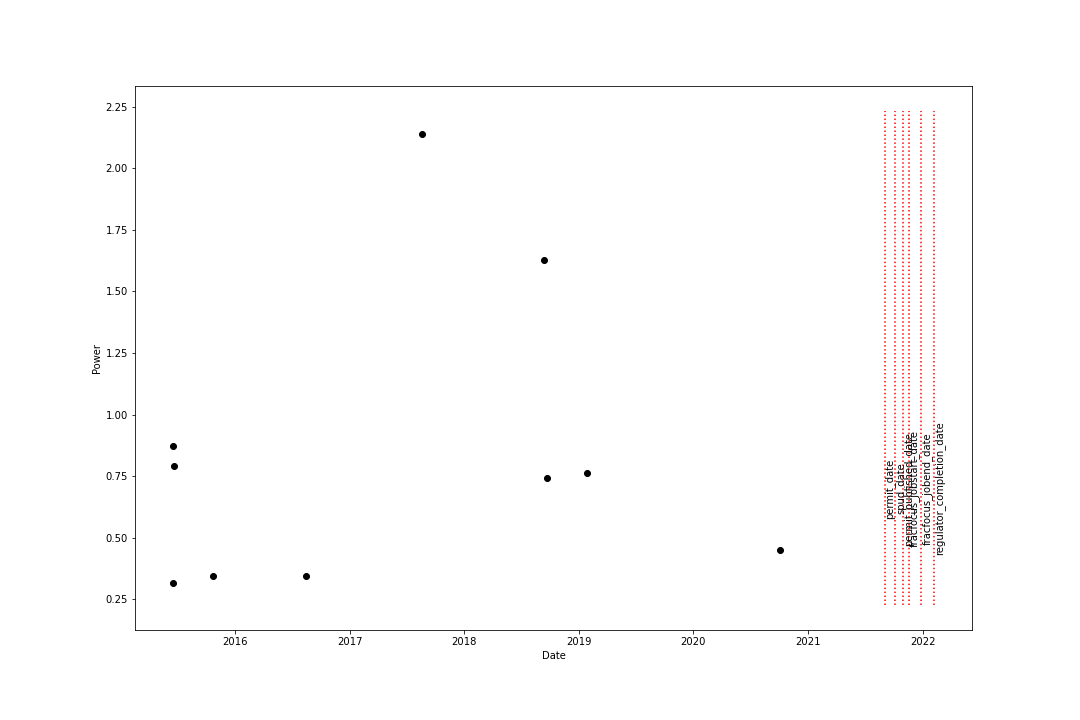 2.25
2.00
1.75
1.50
1.25
1.00
0.75
0.50
0.25
Power
permit_date
spud_date
permit_published_date
fracfocus_jobstart_date
fracfocus_jobend_date
regulator_completion_date
2016
2017
2018
2019
2020
2021
2022
Date